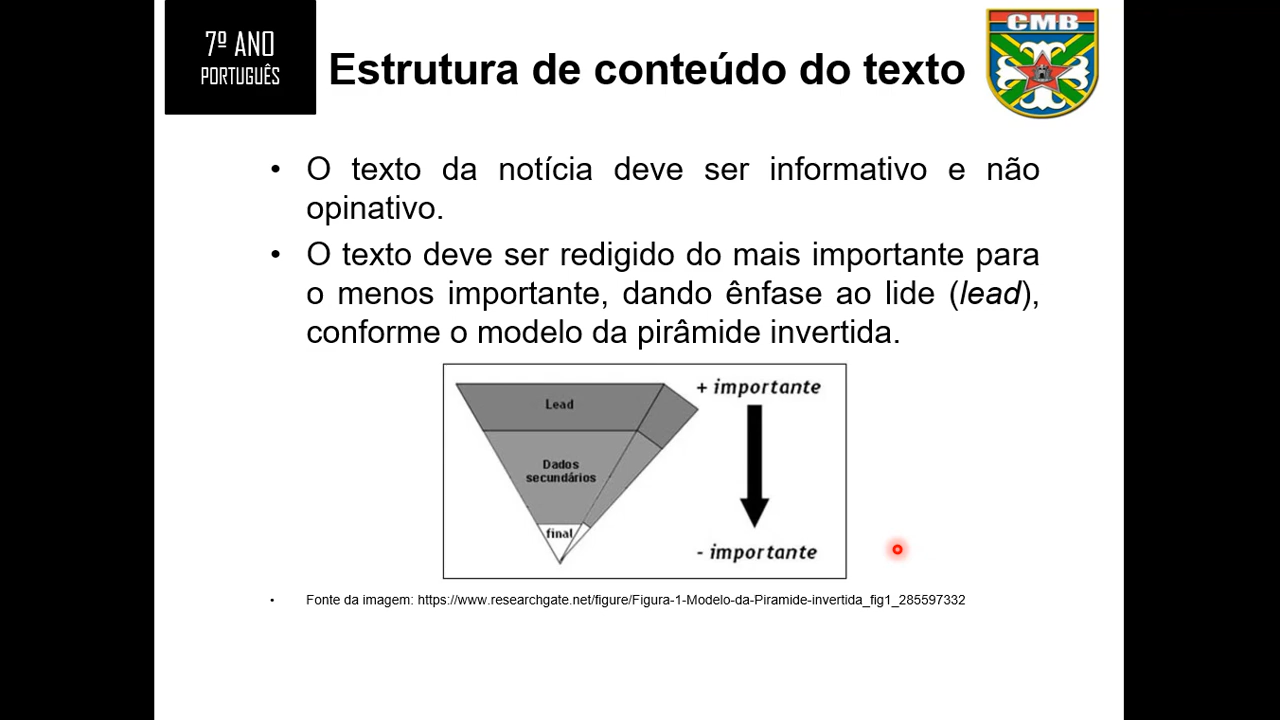 7º ANO
PORTUGUÊS
Estrutura de conteúdo do texto
CMB
• O texto da notícia deve ser informativo e não
opinativo.
• O texto deve ser redigido do mais importante para
o menos importante, dando ênfase ao lide (lead),
conforme o modelo da pirâmide invertida.
Lead
Dados
secundários
final
+ importante
- importante
• Fonte da imagem: https://www.researchgate.net/figure/Figura-1-Modelo-da-Piramide-invertida_fig1_285597332